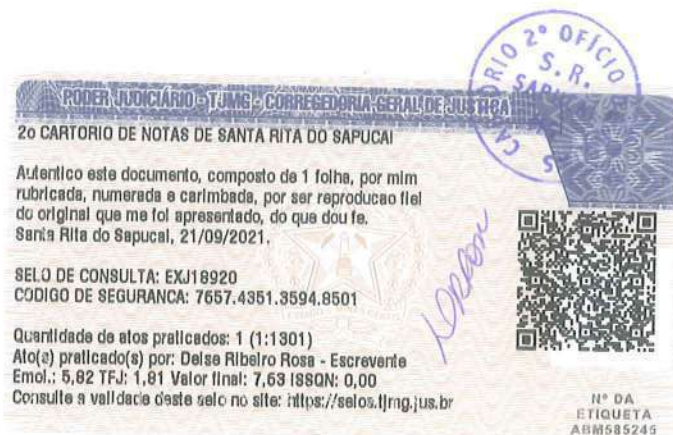 CARTÓRIO 2º OFÍCIO
S. R.
PODER JUDICIÁRIO - TJMG - CORREGEDORIA-GERAL DE JUSTIÇA
2o CARTORIO DE NOTAS DE SANTA RITA DO SAPUCAI
Autentico este documento, composto de 1 folha, por mim
rubricada, numerada e carimbada, por ser reproducao fiel
do original que me foi apresentado, do que dou fe.
Santa Rita do Sapucai, 21/09/2021.
SELO DE CONSULTA: EXJ18920
CODIGO DE SEGURANCA: 7657.4351.3594.8501
Quantidade de atos praticados: 1 (1:1301)
Ato(s) praticado(s) por: Deise Ribeiro Rosa - Escrevente
Emol.: 5,82 TFJ: 1,81 Valor final: 7,63 ISSQN: 0,00
Consulte a validade deste selo no site: https://selos.tjmg.jus.br
Nº DA
ETIQUETA
ABM585245